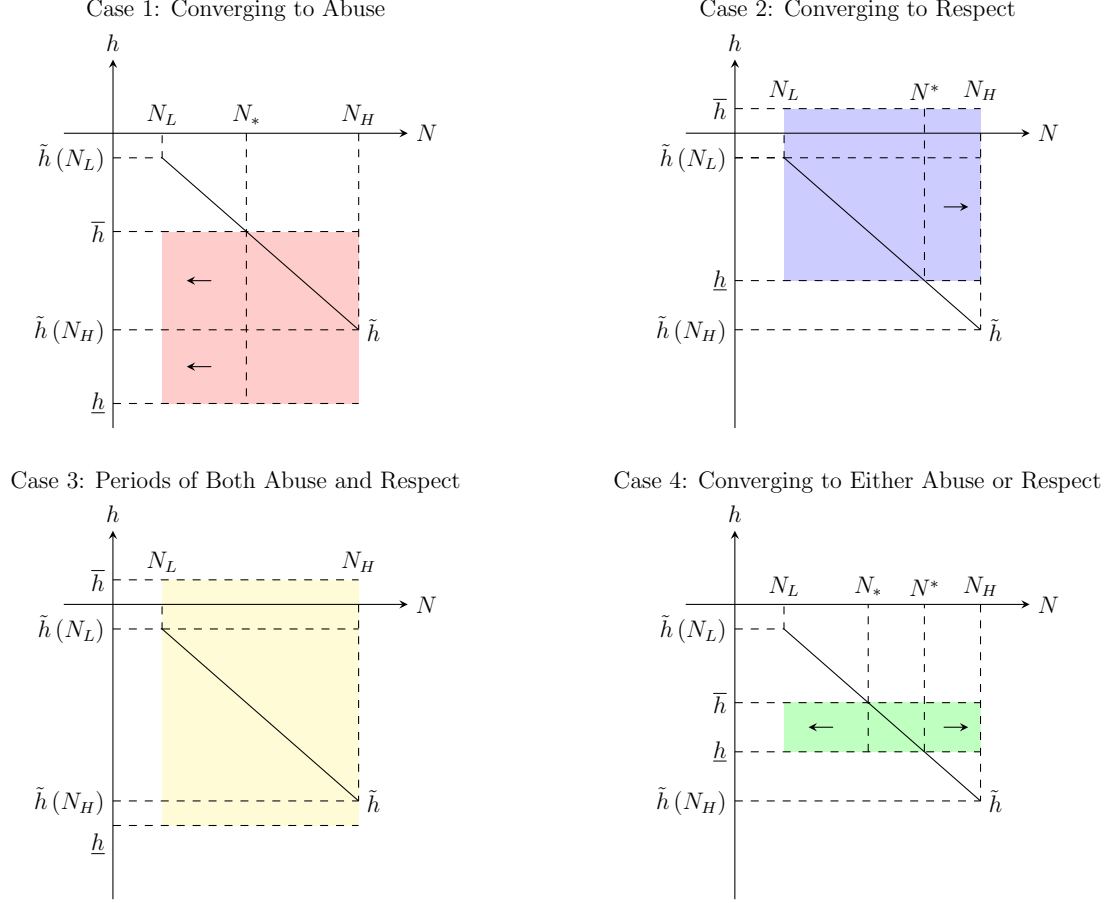 Case 1: Converging to Abuse
h
N_L N_* N_H
N
h̃ (N_L)
h̅
h̃ (N_H)
h̃
h̲
Case 2: Converging to Respect
h
N_L N^* N_H
h̅
N
h̃ (N_L)
h̲
h̃ (N_H)
h̃
Case 3: Periods of Both Abuse and Respect
h
N_L N_H
h̅
N
h̃ (N_L)
h̃ (N_H)
h̃
h̲
Case 4: Converging to Either Abuse or Respect
h
N_L N_* N^* N_H
N
h̃ (N_L)
h̅
h̲
h̃ (N_H)
h̃